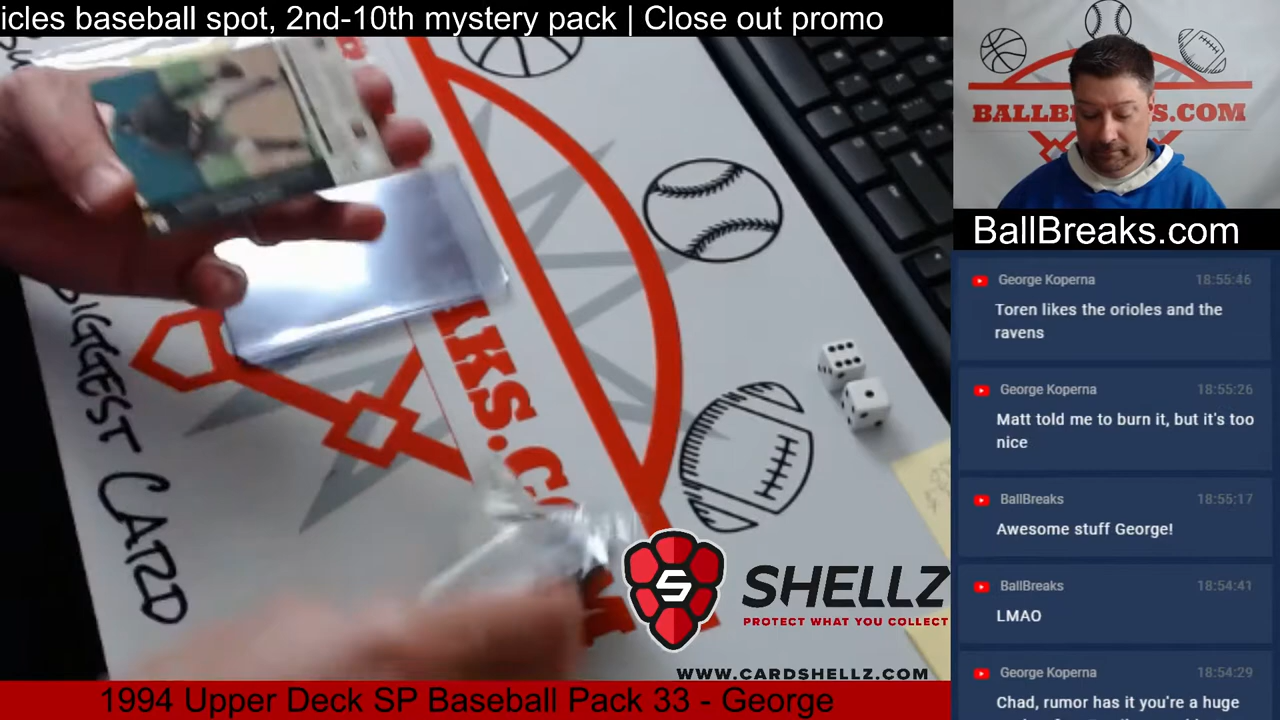 icles baseball spot, 2nd-10th mystery pack | Close out promo
BALLB S.COM
BallBreaks.com
George Koperna 18:55:46
Toren likes the orioles and the
ravens
George Koperna 18:55:26
Matt told me to burn it, but it's too
nice
BallBreaks 18:55:17
Awesome stuff George!
BallBreaks 18:54:41
LMAO
George Koperna 18:54:29
Chad, rumor has it you're a huge
BIGGEST CARD
AKS.CO
S
SHELLZ
PROTECT WHAT YOU COLLECT
WWW.CARDSHELLZ.COM
1994 Upper Deck SP Baseball Pack 33 - George